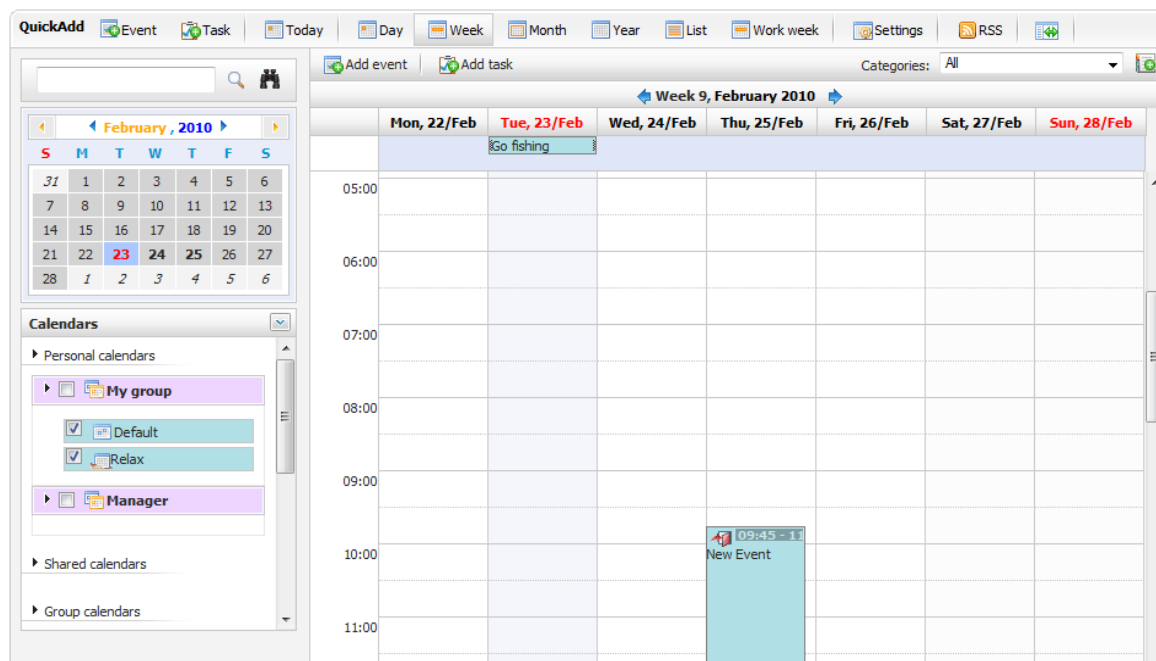 QuickAdd Event Task Today Day Week Month Year List Work week Settings RSS
Add event Add task Categories: All
Week 9, February 2010
February , 2010
S M T W T F S
31 1 2 3 4 5 6
7 8 9 10 11 12 13
14 15 16 17 18 19 20
21 22 23 24 25 26 27
28 1 2 3 4 5 6
Calendars
Personal calendars
My group
Default
Relax
Manager
Shared calendars
Group calendars
Mon, 22/Feb Tue, 23/Feb Wed, 24/Feb Thu, 25/Feb Fri, 26/Feb Sat, 27/Feb Sun, 28/Feb
Go fishing
05:00
06:00
07:00
08:00
09:00
09:45 - 11
10:00
New Event
11:00